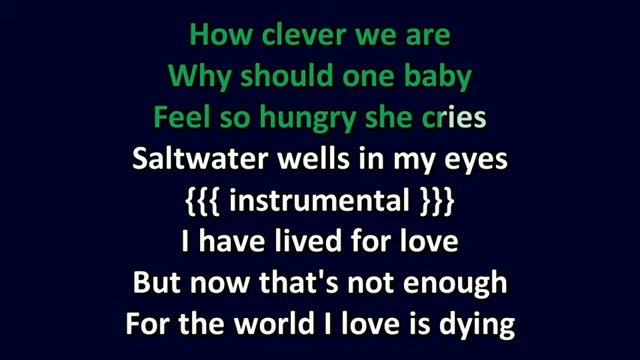 How clever we are
Why should one baby
Feel so hungry she cries
Saltwater wells in my eyes
{{{ instrumental }}}
I have lived for love
But now that's not enough
For the world I love is dying